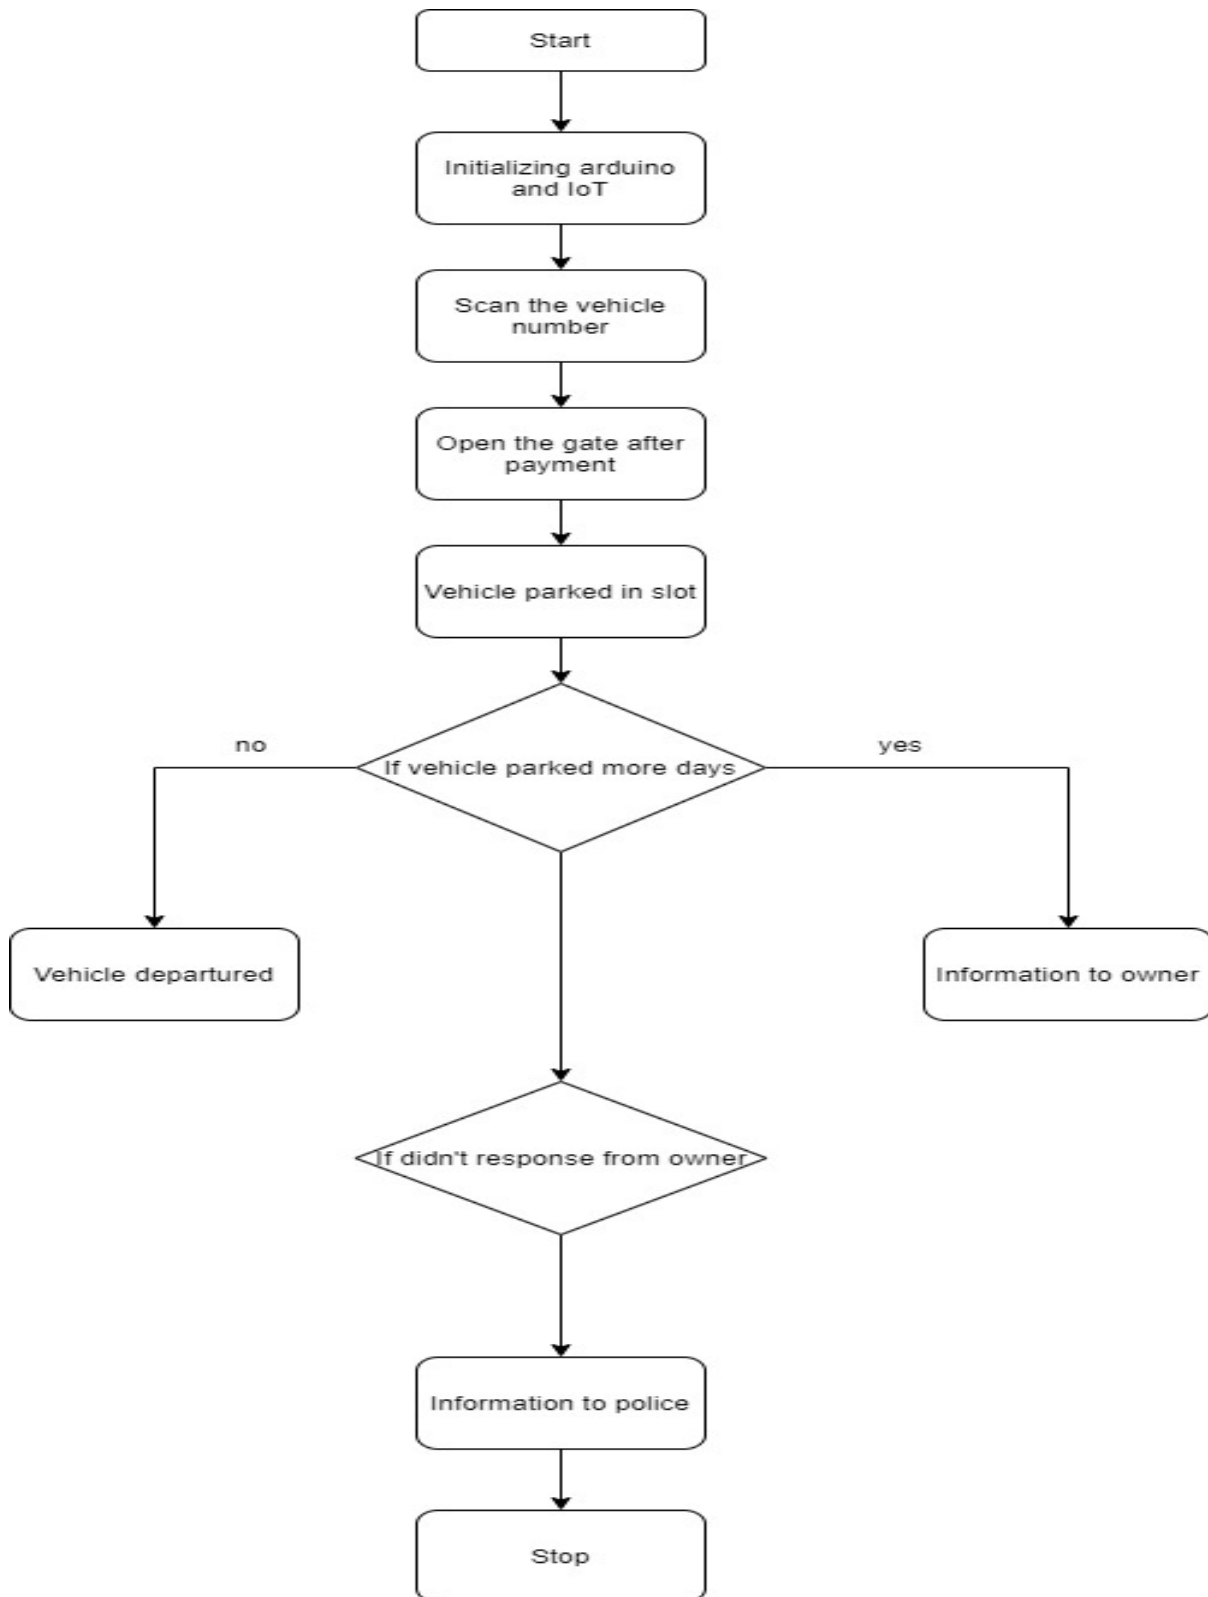 Start
Initializing arduino
and IoT
Scan the vehicle
number
Open the gate after
payment
Vehicle parked in slot
no
yes
If vehicle parked more days
Vehicle departured
Information to owner
If didn't response from owner
Information to police
Stop